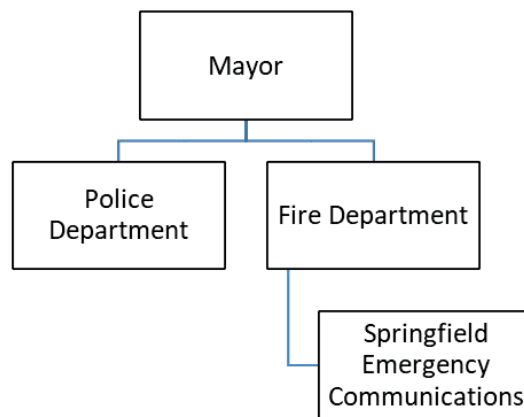 Mayor
Police
Department
Fire Department
Springfield
Emergency
Communications